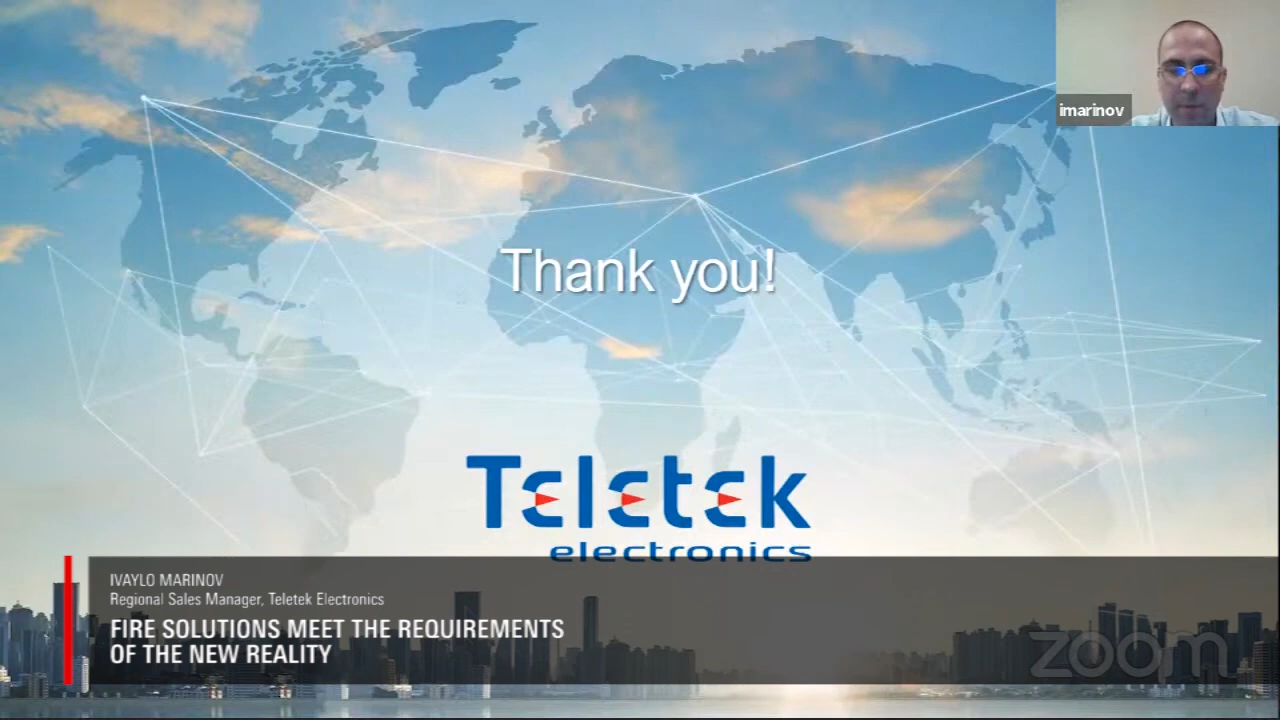 imarinov
Thank you!
Teletek
electronics
IVAYLO MARINOV
Regional Sales Manager, Teletek Electronics
FIRE SOLUTIONS MEET THE REQUIREMENTS
OF THE NEW REALITY
zoom